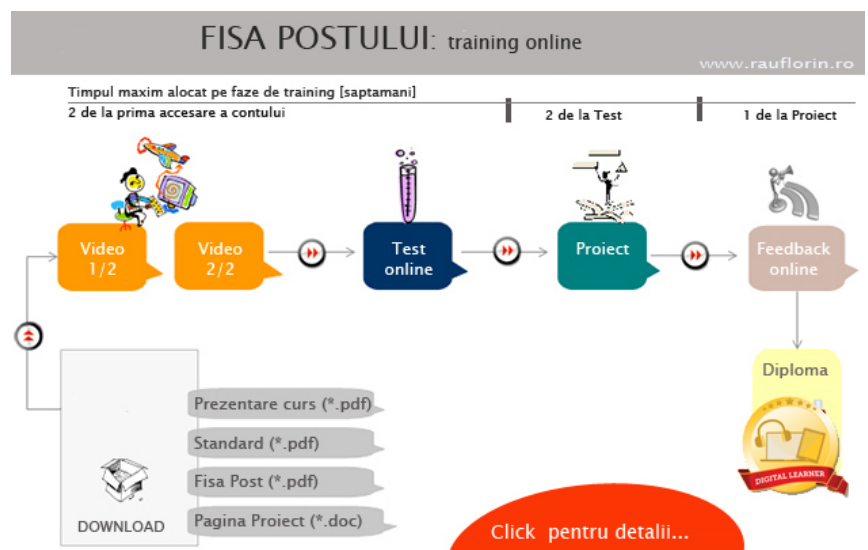 FISA POSTULUI: training online
www.rauflorin.ro
Timpul maxim alocat pe faze de training [saptamani]
2 de la prima accesare a contului
2 de la Test
1 de la Proiect
Video
1/2
Video
2/2
Test
online
Proiect
Feedback
online
Diploma
DIGITAL LEARNER
Prezentare curs (*.pdf)
Standard (*.pdf)
Fisa Post (*.pdf)
Pagina Proiect (*.doc)
DOWNLOAD
Click pentru detalii...